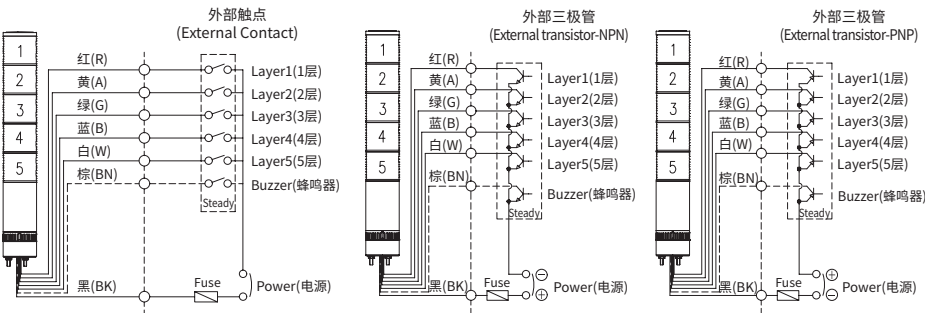 外部触点
(External Contact)
1
2
3
4
5
红(R)
黄(A)
绿(G)
蓝(B)
白(W)
棕(BN)
黑(BK)
Layer1(1层)
Layer2(2层)
Layer3(3层)
Layer4(4层)
Layer5(5层)
Buzzer(蜂鸣器)
Steady
Fuse
Power(电源)
外部三极管
(External transistor-NPN)
1
2
3
4
5
红(R)
黄(A)
绿(G)
蓝(B)
白(W)
棕(BN)
黑(BK)
Layer1(1层)
Layer2(2层)
Layer3(3层)
Layer4(4层)
Layer5(5层)
Buzzer(蜂鸣器)
Steady
Fuse
Power(电源)
外部三极管
(External transistor-PNP)
1
2
3
4
5
红(R)
黄(A)
绿(G)
蓝(B)
白(W)
棕(BN)
黑(BK)
Layer1(1层)
Layer2(2层)
Layer3(3层)
Layer4(4层)
Layer5(5层)
Buzzer(蜂鸣器)
Steady
Fuse
Power(电源)